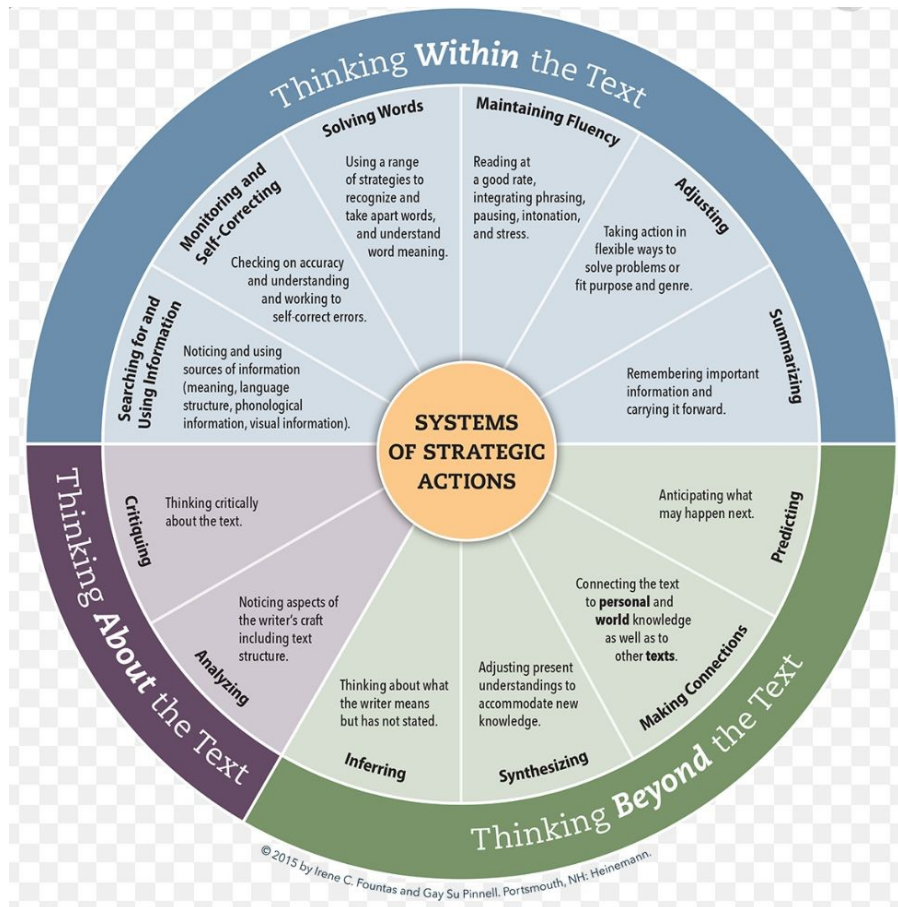 Thinking Within the Text
Solving Words
Using a range
of strategies to
recognize and
take apart words,
and understand
word meaning.
Maintaining Fluency
Reading at
a good rate,
integrating phrasing,
pausing, intonation,
and stress.
Adjusting
Taking action in
flexible ways to
solve problems or
fit purpose and genre.
Summarizing
Remembering important
information and
carrying it forward.
Monitoring and
Self-Correcting
Checking on accuracy
and understanding
and working to
self-correct errors.
Searching for and
Using Information
Noticing and using
sources of information
(meaning, language
structure, phonological
information, visual information).
SYSTEMS
OF STRATEGIC
ACTIONS
Thinking About the Text
Critiquing
Thinking critically
about the text.
Analyzing
Noticing aspects of
the writer's craft
including text
structure.
Thinking Beyond the Text
Predicting
Anticipating what
may happen next.
Making Connections
Connecting the text
to personal and
world knowledge
as well as to
other texts.
Synthesizing
Adjusting present
understandings to
accommodate new
knowledge.
Inferring
Thinking about what
the writer means
but has not stated.
© 2015 by Irene C. Fountas and Gay Su Pinnell. Portsmouth, NH: Heinemann.